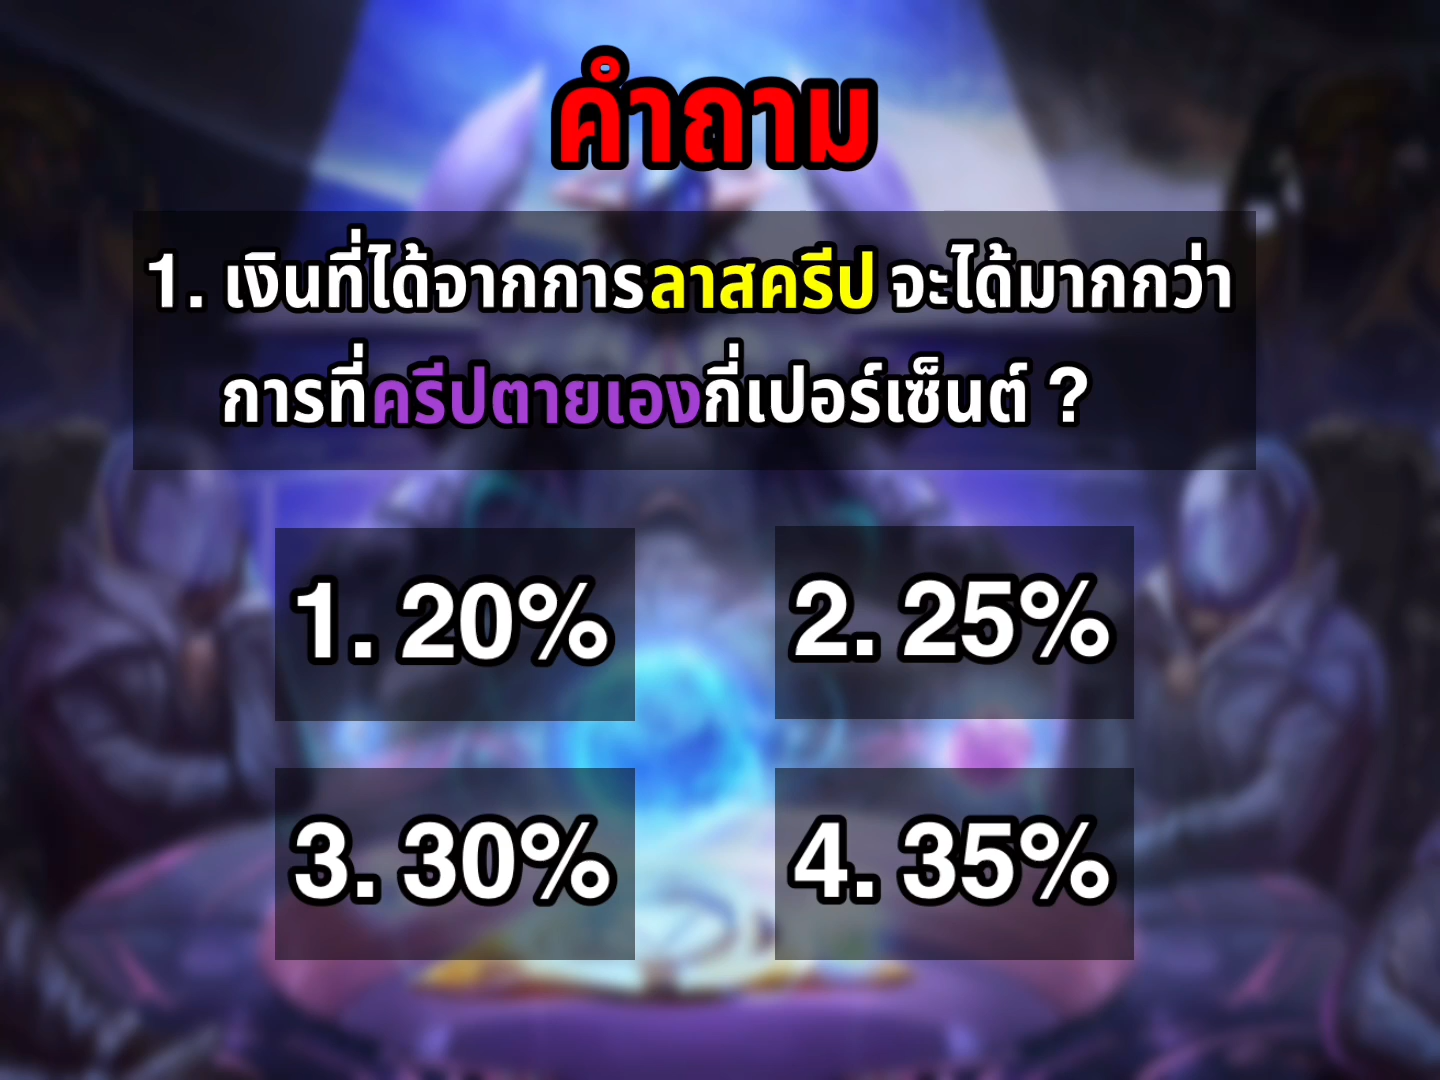 คำถาม
1. เงินที่ได้จากการลาสครีป จะได้มากกว่า
การที่ครีปตายเองกี่เปอร์เซ็นต์ ?
1. 20%
2. 25%
3. 30%
4. 35%